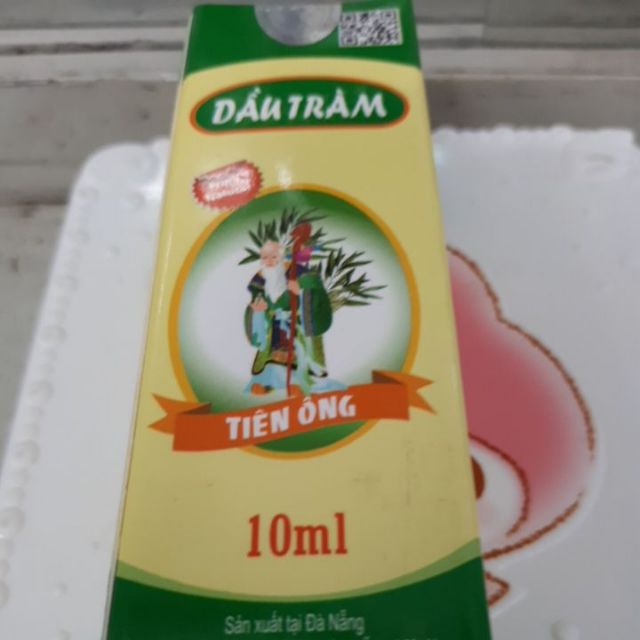 DẦU TRÀM
TIÊN ÔNG
10ml
Sản xuất tại Đà Nẵng